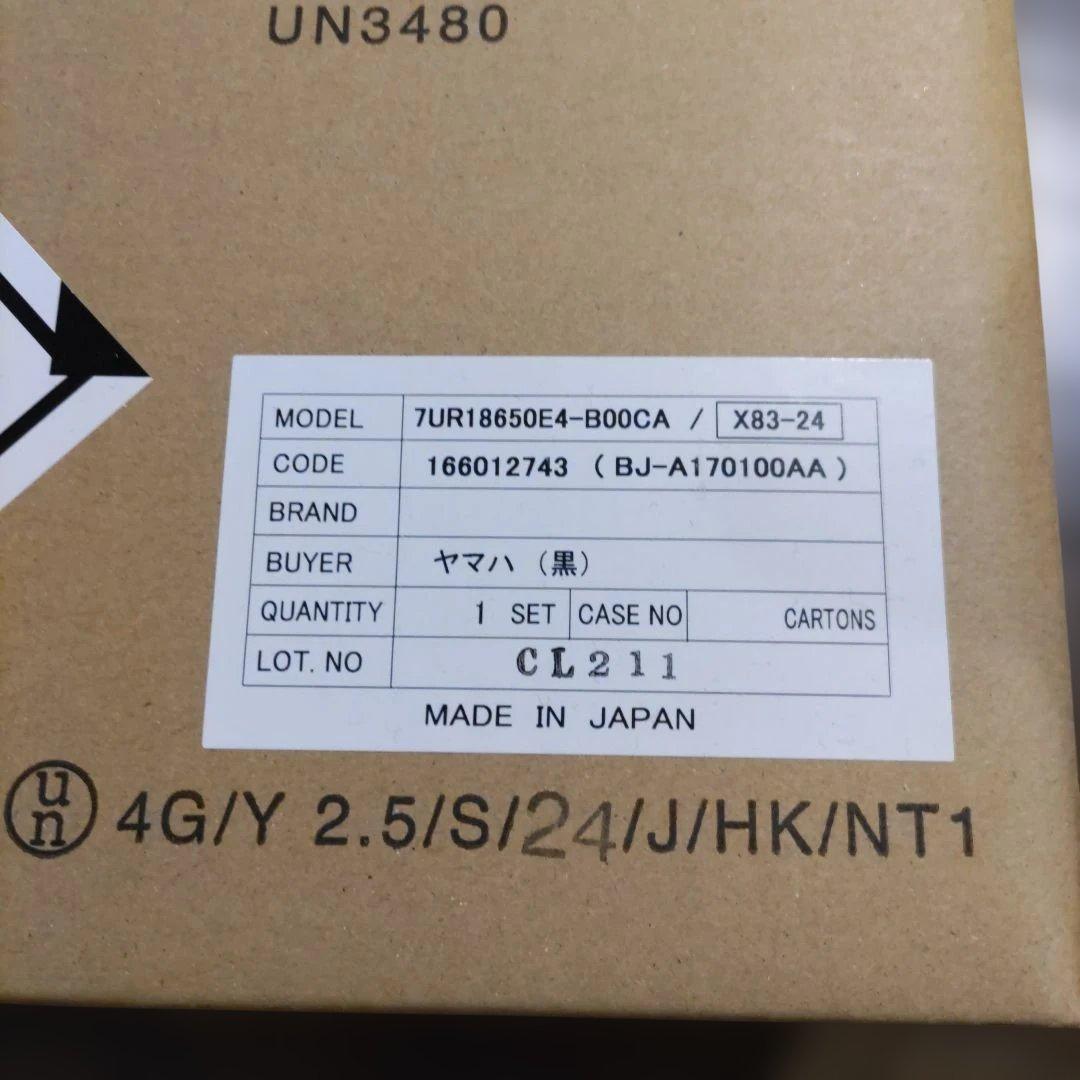 UN3480
MODEL 7UR18650E4-B00CA / X83-24
CODE 166012743 ( BJ-A170100AA )
BRAND
BUYER ヤマハ (黒)
QUANTITY 1 SET CASE NO CARTONS
LOT. NO CL211
MADE IN JAPAN
un 4G/Y 2.5/S/24/J/HK/NT1